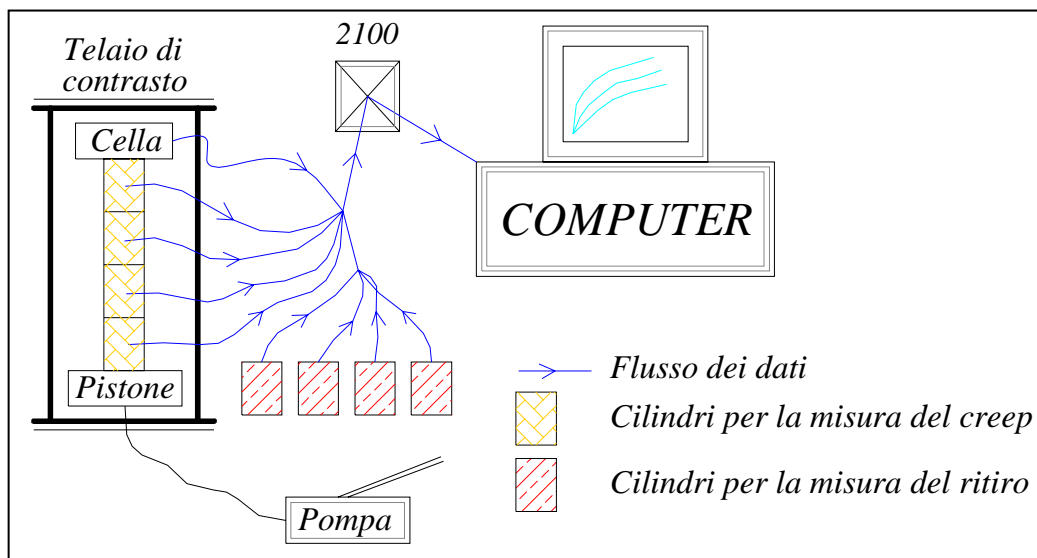 2100
Telaio di
contrasto
Cella
COMPUTER
Pistone
Pompa
Flusso dei dati
Cilindri per la misura del creep
Cilindri per la misura del ritiro